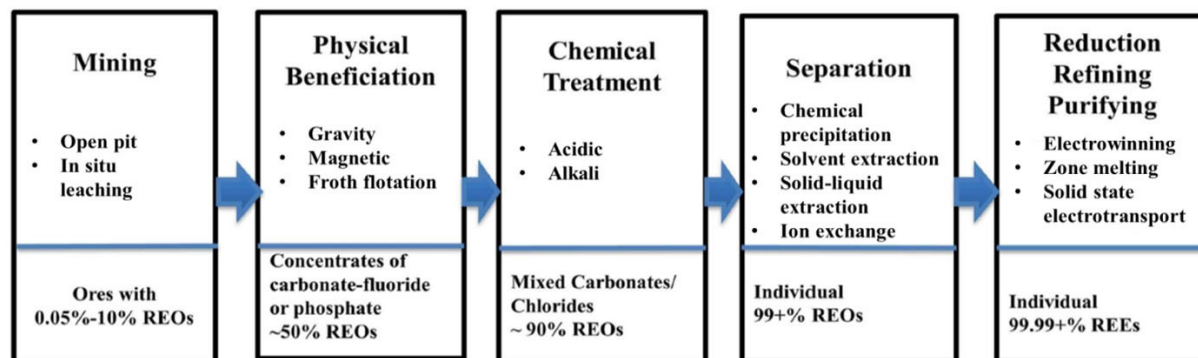 Mining
• Open pit
• In situ
leaching
Ores with
0.05%-10% REOs
Physical
Beneficiation
• Gravity
• Magnetic
• Froth flotation
Concentrates of
carbonate-fluoride
or phosphate
~50% REOs
Chemical
Treatment
• Acidic
• Alkali
Mixed Carbonates/
Chlorides
~ 90% REOs
Separation
• Chemical
precipitation
• Solvent extraction
• Solid-liquid
extraction
• Ion exchange
Individual
99+% REOs
Reduction
Refining
Purifying
• Electrowinning
• Zone melting
• Solid state
electrotransport
Individual
99.99+% REEs